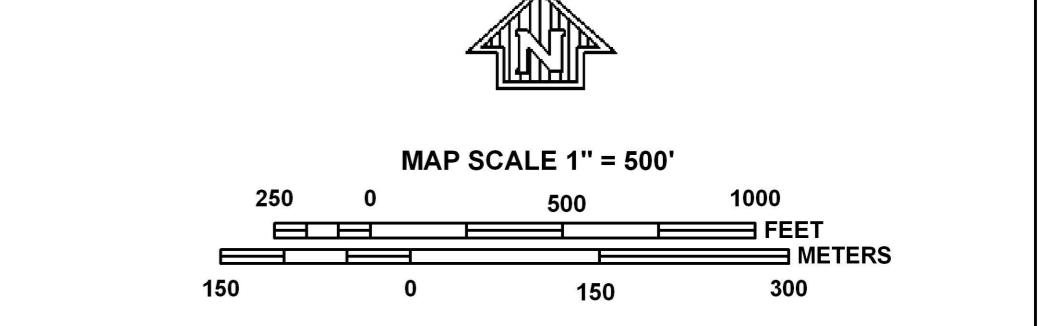 N
MAP SCALE 1" = 500'
250 0 500 1000
FEET
METERS
150 0 150 300